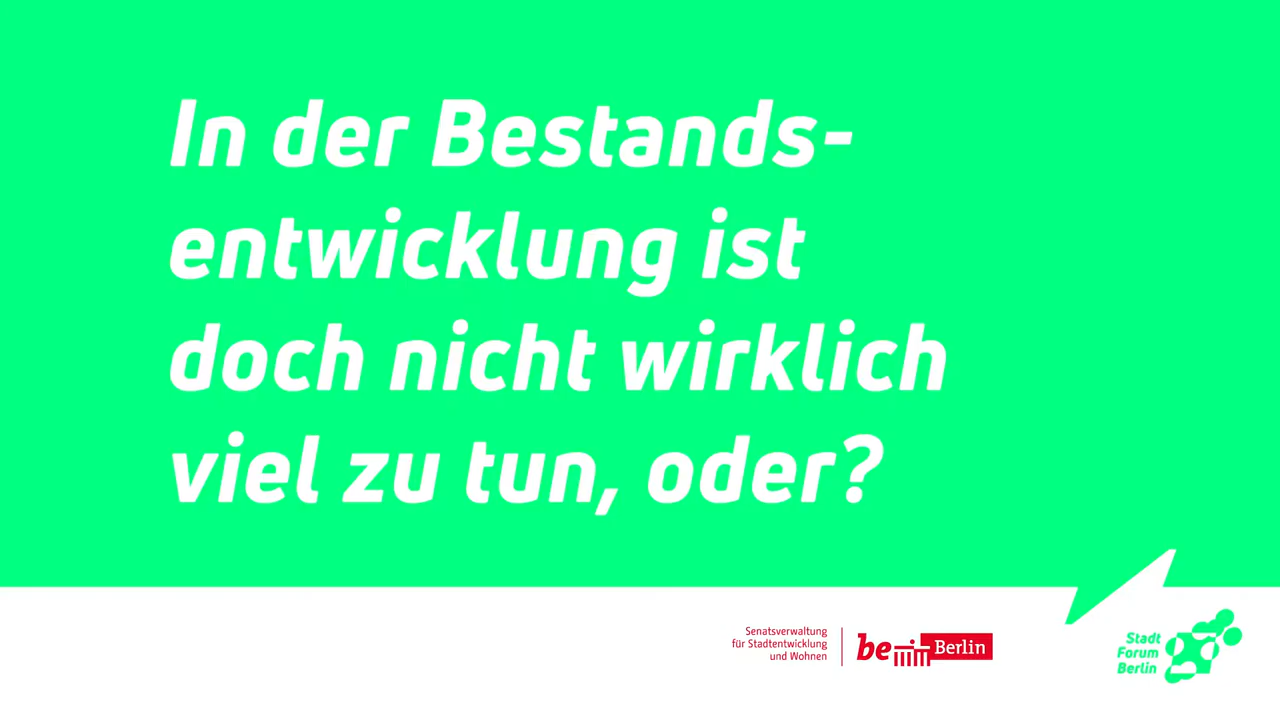 In der Bestands-
entwicklung ist
doch nicht wirklich
viel zu tun, oder?
Senatsverwaltung
für Stadtentwicklung
und Wohnen
be Berlin
Stadt
Forum
Berlin